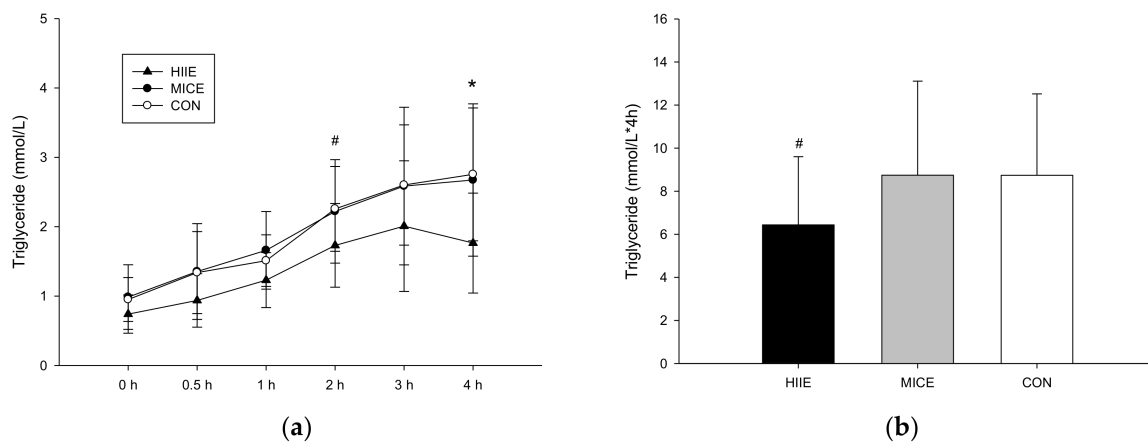 5
4
3
2
1
0
Triglyceride (mmol/L)
HIIE
MICE
CON
#
*
0 h 0.5 h 1 h 2 h 3 h 4 h
(a)
16
14
12
10
8
6
4
2
0
Triglyceride (mmol/L*4h)
#
HIIE MICE CON
(b)